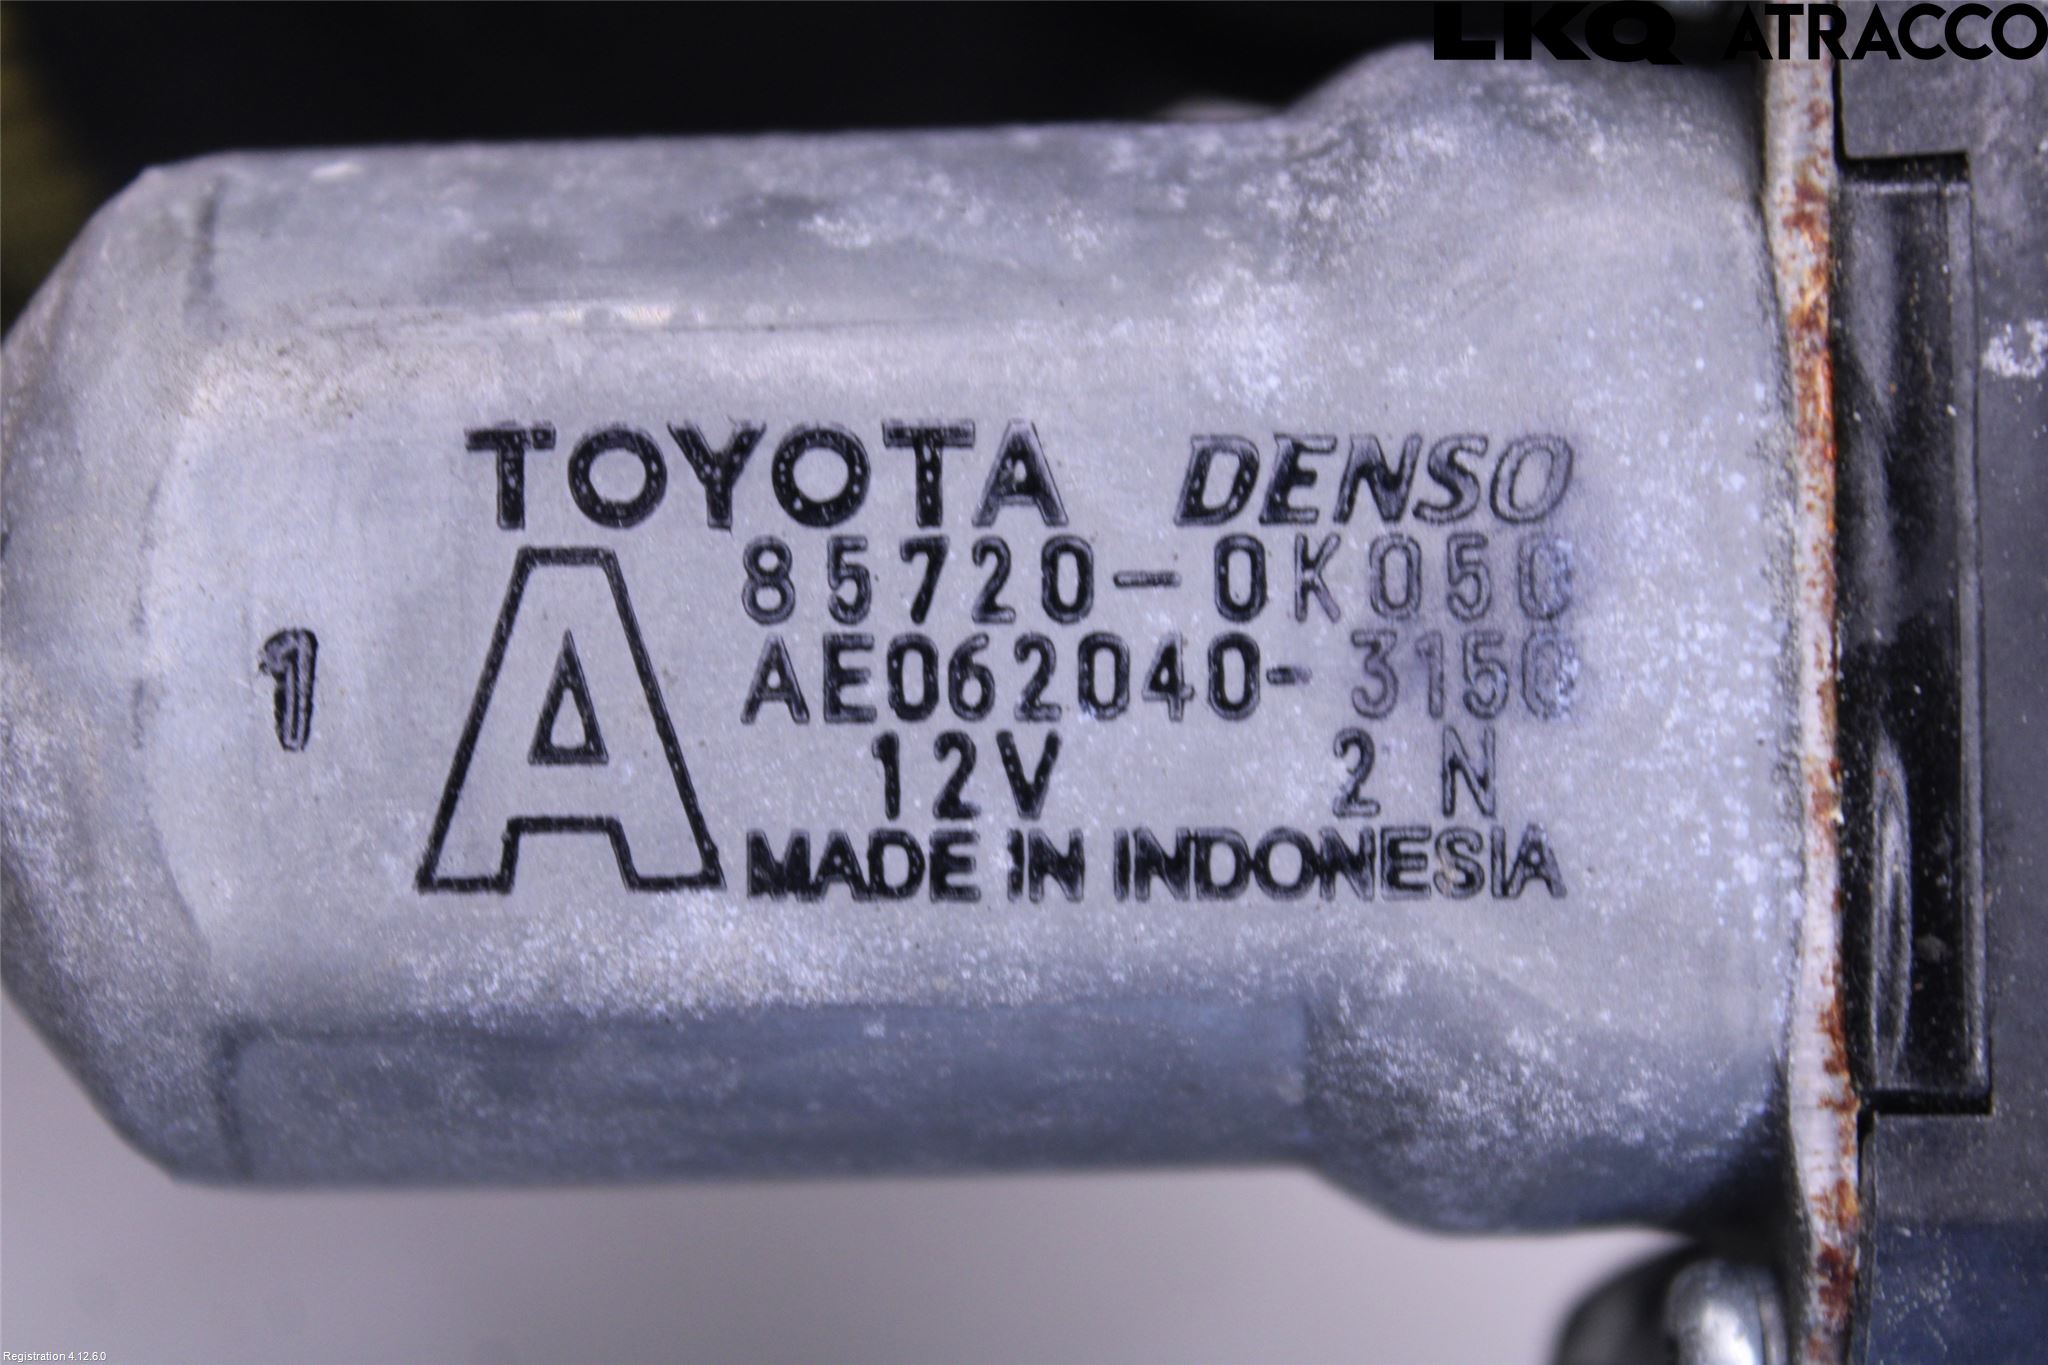 LKQ ATRACCO
TOYOTA DENSO
85720-0K050
AE062040-3150
12V 2 N
MADE IN INDONESIA
1
A
Registration 4.12.6.0